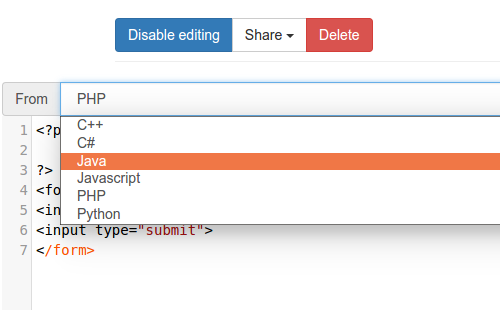 Disable editing Share Delete
From PHP
C++
C#
Java
Javascript
PHP
Python
1 <?p
2
3 ?>
4 <fo
5 <in
6 <input type="submit">
7 </form>